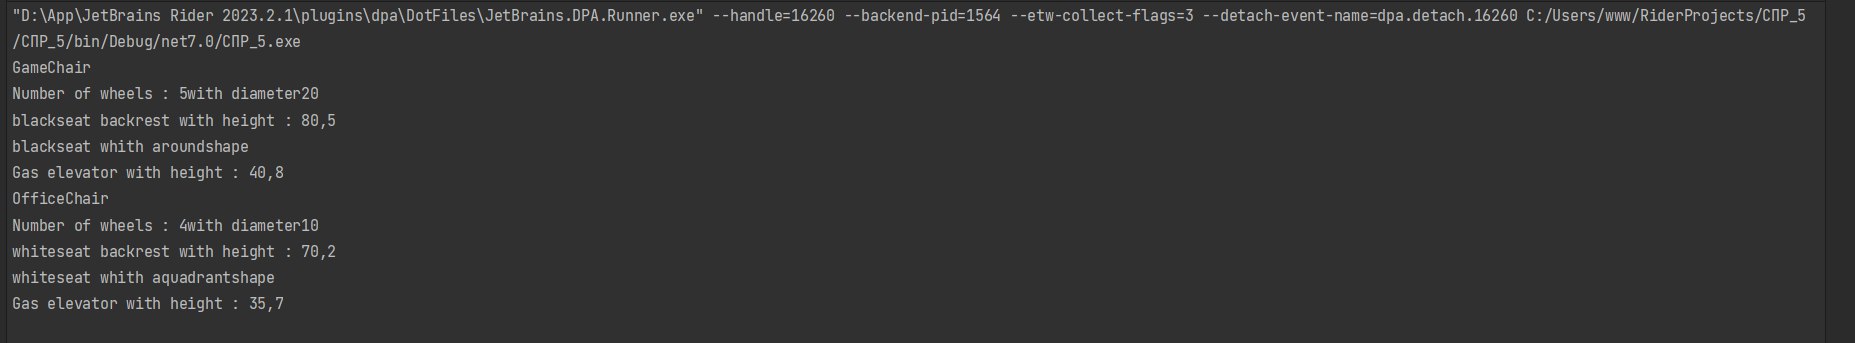 "D:\App\JetBrains Rider 2023.2.1\plugins\dpa\DotFiles\JetBrains.DPA.Runner.exe" --handle=16260 --backend-pid=1564 --etw-collect-flags=3 --detach-event-name=dpa.detach.16260 C:/Users/www/RiderProjects/СПР_5
/СПР_5/bin/Debug/net7.0/СПР_5.exe
GameChair
Number of wheels : 5with diameter20
blackseat backrest with height : 80,5
blackseat whith aroundshape
Gas elevator with height : 40,8
OfficeChair
Number of wheels : 4with diameter10
whiteseat backrest with height : 70,2
whiteseat whith aquadrantshape
Gas elevator with height : 35,7